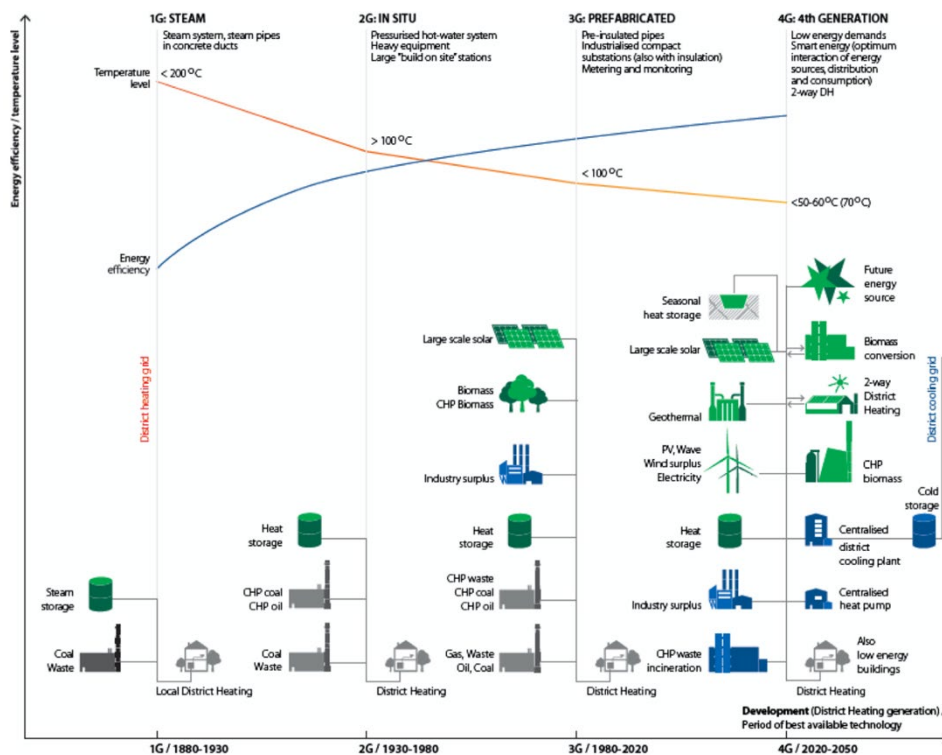 1G: STEAM
Steam system, steam pipes
in concrete ducts
2G: IN SITU
Pressurised hot-water system
Heavy equipment
Large "build on site" stations
3G: PREFABRICATED
Pre-insulated pipes
Industrialised compact
substations (also with insulation)
Metering and monitoring
4G: 4th GENERATION
Low energy demands
Smart energy (optimum
interaction of energy
sources, distribution
and consumption)
2-way DH
Energy efficiency / temperature level
Temperature
level
< 200 °C
> 100 °C
< 100 °C
<50-60 °C (70°C)
Energy
efficiency
District heating grid
District cooling grid
Steam
storage
Coal
Waste
Local District Heating
Heat
storage
CHP coal
CHP oil
Coal
Waste
District Heating
Large scale solar
Biomass
CHP Biomass
Industry surplus
Heat
storage
CHP waste
CHP coal
CHP oil
Gas, Waste
Oil, Coal
District Heating
Seasonal
heat storage
Large scale solar
Geothermal
PV, Wave
Wind surplus
Electricity
Heat
storage
Industry surplus
CHP waste
incineration
Future
energy
source
Biomass
conversion
2-way
District
Heating
CHP
biomass
Cold
storage
Centralised
district
cooling plant
Centralised
heat pump
Also
low energy
buildings
District Heating
Development (District Heating generation) /
Period of best available technology
1G / 1880-1930
2G / 1930-1980
3G / 1980-2020
4G / 2020-2050